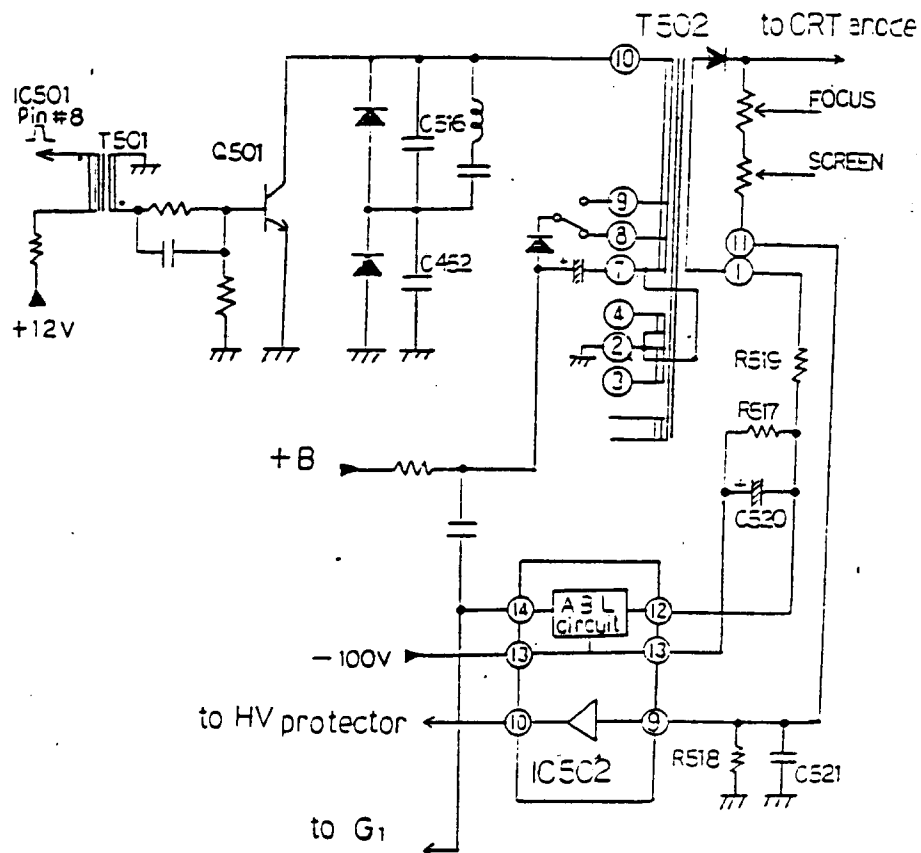 T502
to CRT anode
10
IC501
Pin #8
T501
Q501
C516
FOCUS
SCREEN
9
8
11
7
1
C462
4
2
3
+12V
R519
R517
+B
+
+
C520
14
A B L
circuit
12
-100V
13
13
to HV protector
10
9
IC502
R518
C521
to G1